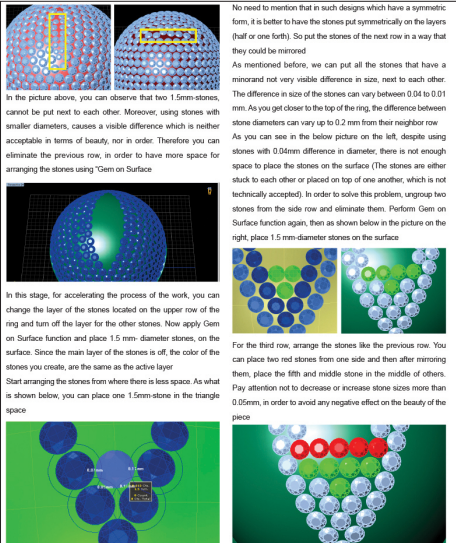 In the picture above, you can observe that two 1.5mm-stones,
cannot be put next to each other. Moreover, using stones with
smaller diameters, causes a visible difference which is neither
acceptable in terms of beauty, nor in order. Therefore you can
eliminate the previous row, in order to have more space for
arranging the stones using "Gem on Surface
In this stage, for accelerating the process of the work, you can
change the layer of the stones located on the upper row of the
ring and turn off the layer for the other stones. Now apply Gem
on Surface function and place 1.5 mm- diameter stones, on the
surface. Since the main layer of the stones is off, the color of the
stones you create, are the same as the active layer
Start arranging the stones from where there is less space. As what
is shown below, you can place one 1.5mm-stone in the triangle
space
No need to mention that in such designs which have a symmetric
form, it is better to have the stones put symmetrically on the layers
(half or one forth). So put the stones of the next row in a way that
they could be mirrored
As mentioned before, we can put all the stones that have a
minorand not very visible difference in size, next to each other.
The difference in size of the stones can vary between 0.04 to 0.01
mm. As you get closer to the top of the ring, the difference between
stone diameters can vary up to 0.2 mm from their neighbor row
As you can see in the below picture on the left, despite using
stones with 0.04mm difference in diameter, there is not enough
space to place the stones on the surface (The stones are either
stuck to each other or placed on top of one another, which is not
technically accepted). In order to solve this problem, ungroup two
stones from the side row and eliminate them. Perform Gem on
Surface function again, then as shown below in the picture on the
right, place 1.5 mm-diameter stones on the surface
For the third row, arrange the stones like the previous row. You
can place two red stones from one side and then after mirroring
them, place the fifth and middle stone in the middle of others.
Pay attention not to decrease or increase stone sizes more than
0.05mm, in order to avoid any negative effect on the beauty of the
piece